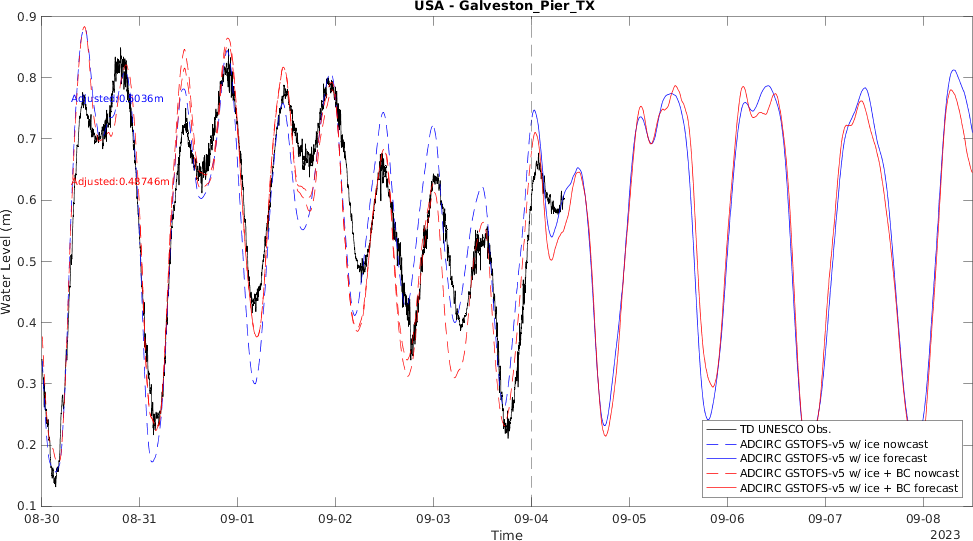 USA - Galveston_Pier_TX
0.9
0.8
0.7
0.6
0.5
0.4
0.3
0.2
0.1
Water Level (m)
Adjusted:0.6036m
Adjusted:0.48746m
TD UNESCO Obs.
ADCIRC GSTOFS-v5 w/ ice nowcast
ADCIRC GSTOFS-v5 w/ ice forecast
ADCIRC GSTOFS-v5 w/ ice + BC nowcast
ADCIRC GSTOFS-v5 w/ ice + BC forecast
08-30 08-31 09-01 09-02 09-03 09-04 09-05 09-06 09-07 09-08
Time
2023